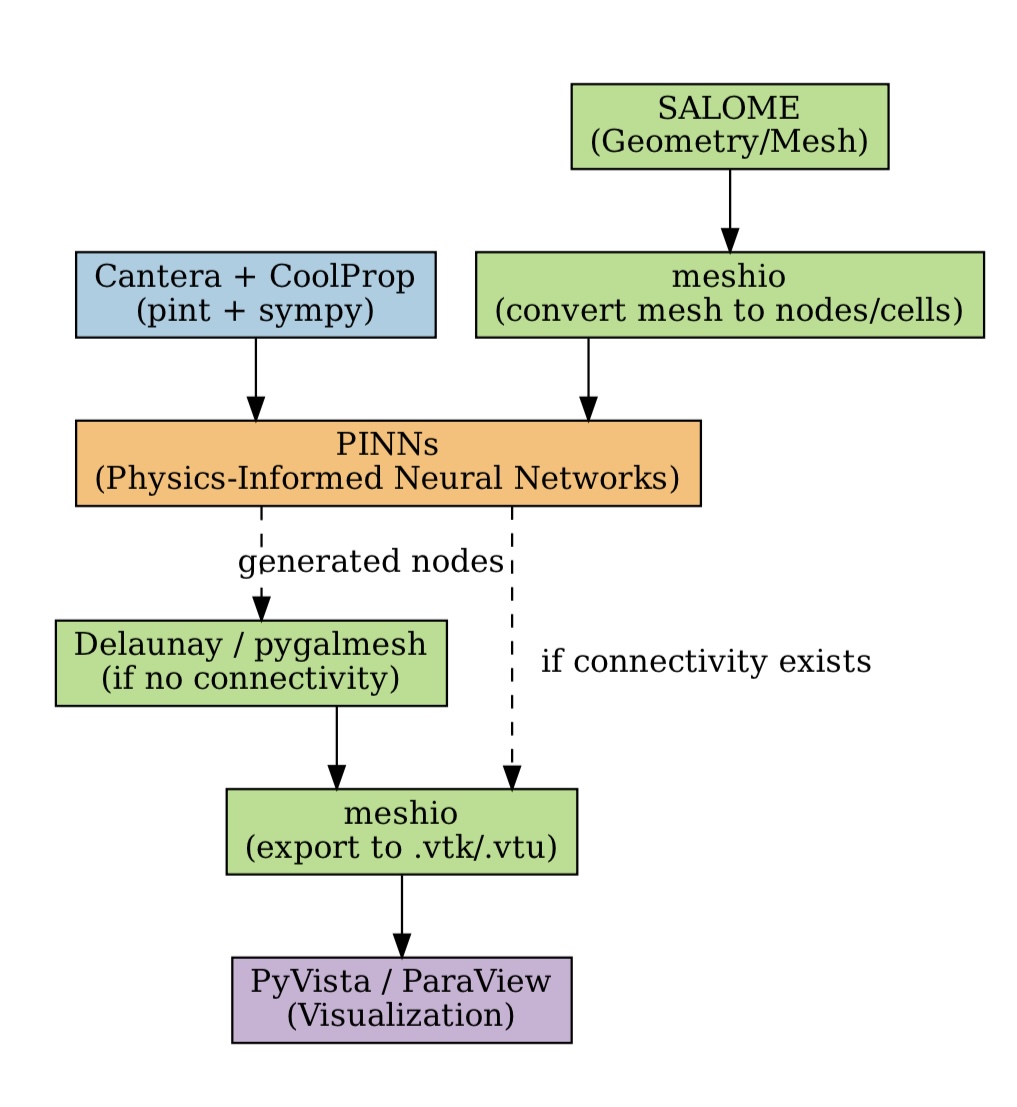 SALOME
(Geometry/Mesh)
Cantera + CoolProp
(pint + sympy)
meshio
(convert mesh to nodes/cells)
PINNs
(Physics-Informed Neural Networks)
generated nodes
Delaunay / pygalmesh
(if no connectivity)
if connectivity exists
meshio
(export to .vtk/.vtu)
PyVista / ParaView
(Visualization)